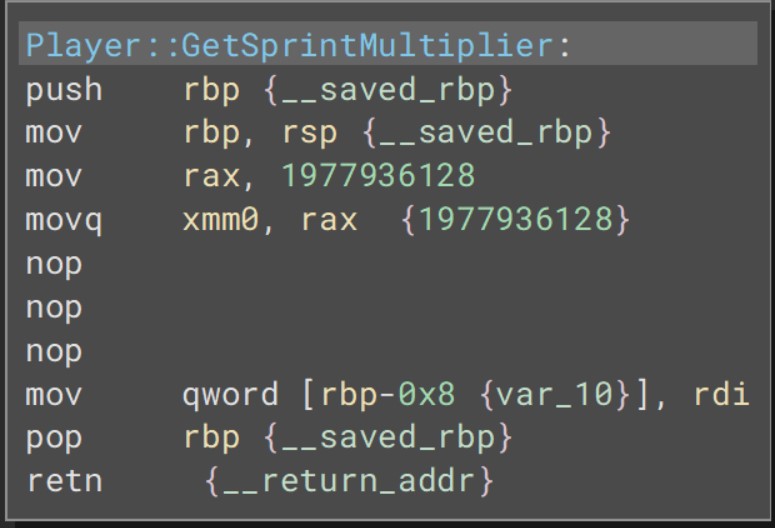 Player::GetSprintMultiplier:
push rbp {__saved_rbp}
mov rbp, rsp {__saved_rbp}
mov rax, 1977936128
movq xmm0, rax {1977936128}
nop
nop
nop
mov qword [rbp-0x8 {var_10}], rdi
pop rbp {__saved_rbp}
retn {__return_addr}